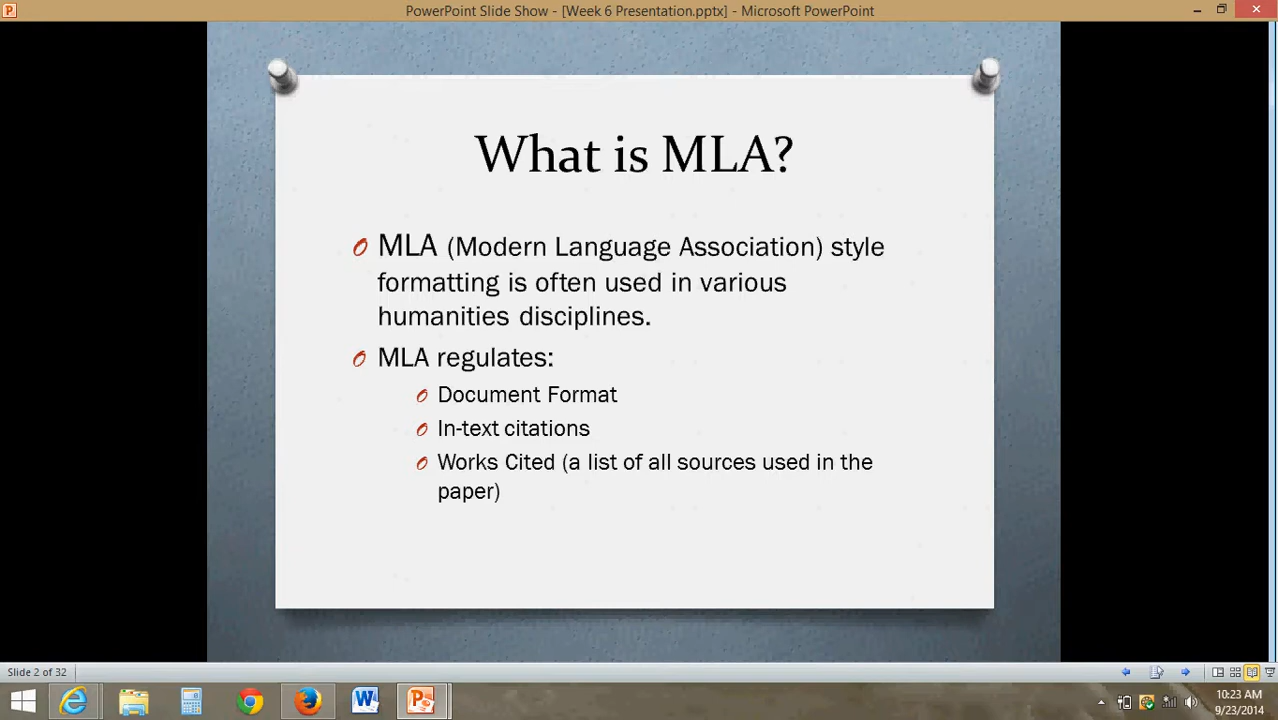 PowerPoint Slide Show - [Week 6 Presentation.pptx] - Microsoft PowerPoint
What is MLA?
MLA (Modern Language Association) style
formatting is often used in various
humanities disciplines.
MLA regulates:
Document Format
In-text citations
Works Cited (a list of all sources used in the
paper)
Slide 2 of 32
10:23 AM
9/23/2014